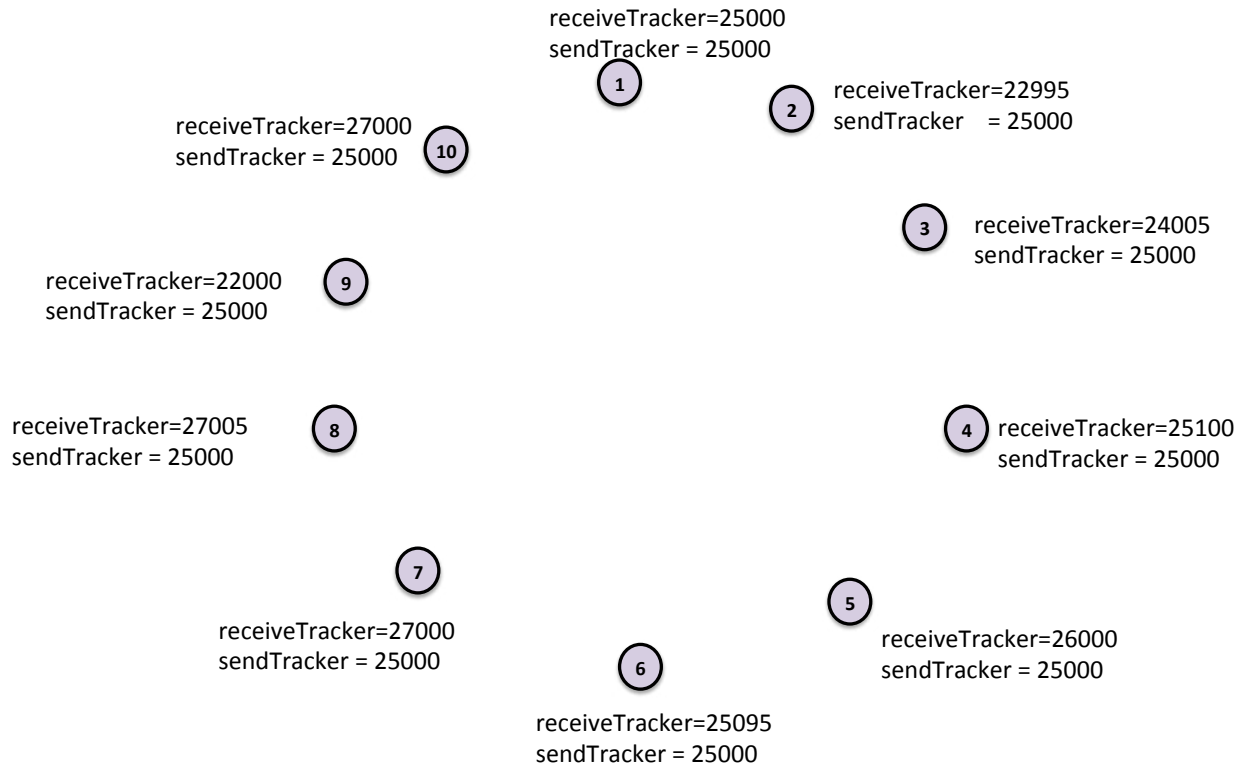 receiveTracker=25000
sendTracker = 25000
1
2
receiveTracker=22995
sendTracker = 25000
receiveTracker=27000
sendTracker = 25000
10
3
receiveTracker=24005
sendTracker = 25000
receiveTracker=22000
sendTracker = 25000
9
receiveTracker=27005
sendTracker = 25000
8
4
receiveTracker=25100
sendTracker = 25000
7
receiveTracker=27000
sendTracker = 25000
5
receiveTracker=26000
sendTracker = 25000
6
receiveTracker=25095
sendTracker = 25000